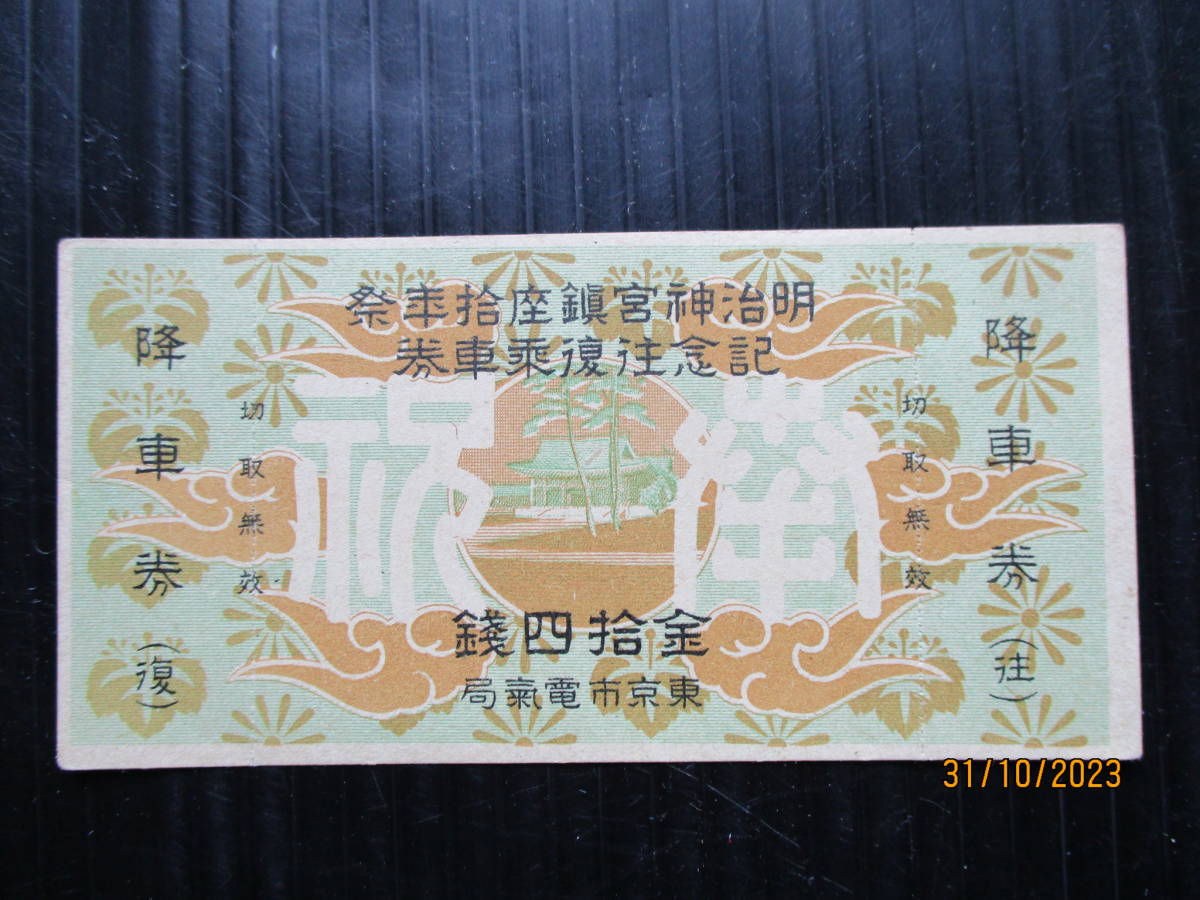 明治神宮鎮座拾年祭
記念往復乗車券
奉祝
金拾四錢
東京市電氣局
降車券(往)
切取無効
切取無効
降車券(復)
31/10/2023